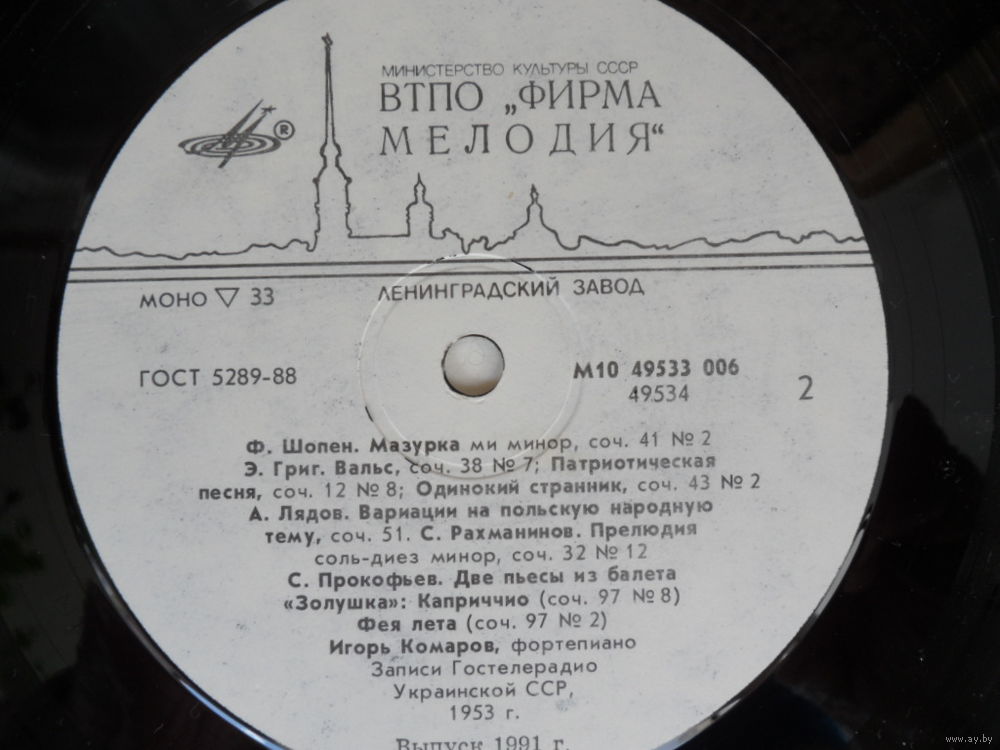 МИНИСТЕРСТВО КУЛЬТУРЫ СССР
ВТПО „ФИРМА
МЕЛОДИЯ“
®
МОНО ▽ 33
ЛЕНИНГРАДСКИЙ ЗАВОД
ГОСТ 5289-88
М10 49533 006
49534
2
Ф. Шопен. Мазурка ми минор, соч. 41 № 2
Э. Григ. Вальс, соч. 38 № 7; Патриотическая
песня, соч. 12 № 8; Одинокий странник, соч. 43 № 2
А. Лядов. Вариации на польскую народную
тему, соч. 51. С. Рахманинов. Прелюдия
соль-диез минор, соч. 32 № 12
С. Прокофьев. Две пьесы из балета
«Золушка»: Каприччио (соч. 97 № 8)
Фея лета (соч. 97 № 2)
Игорь Комаров, фортепиано
Записи Гостелерадио
Украинской ССР,
1953 г.
Выпуск 1991 г.
www.ay.by